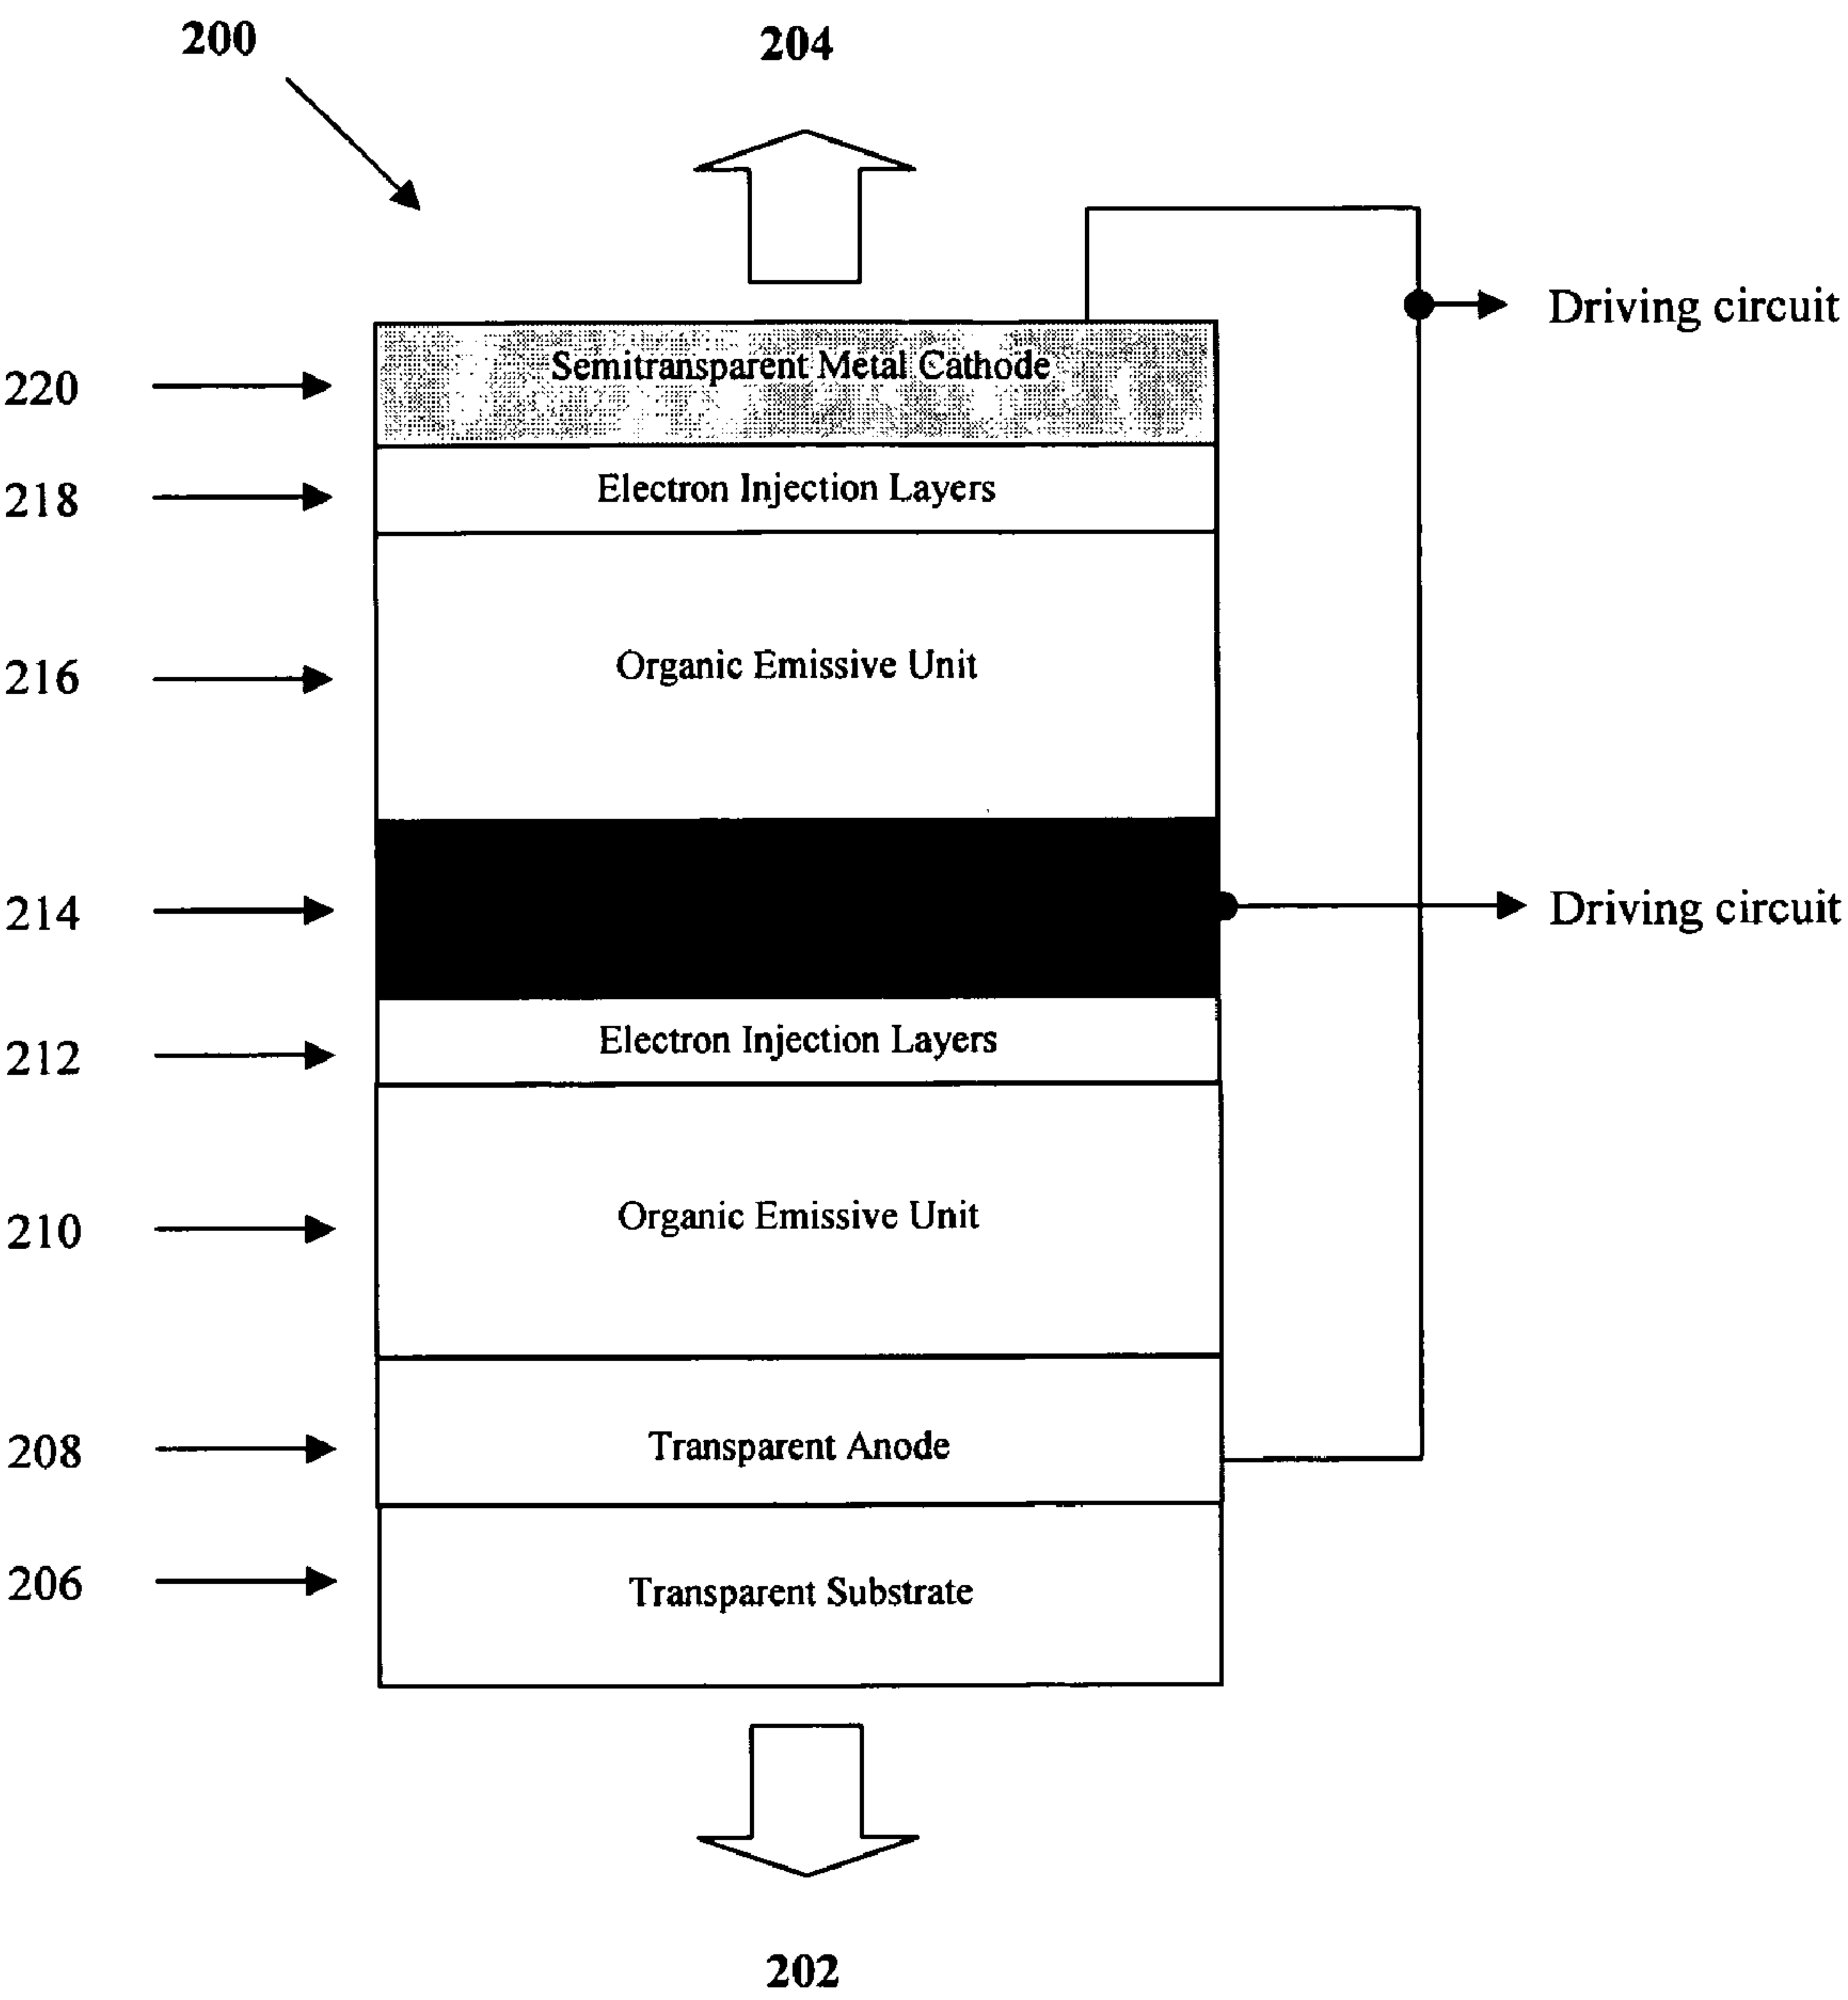 200
204
Driving circuit
220
Semitransparent Metal Cathode
218
Electron Injection Layers
216
Organic Emissive Unit
214
Driving circuit
212
Electron Injection Layers
210
Organic Emissive Unit
208
Transparent Anode
206
Transparent Substrate
202